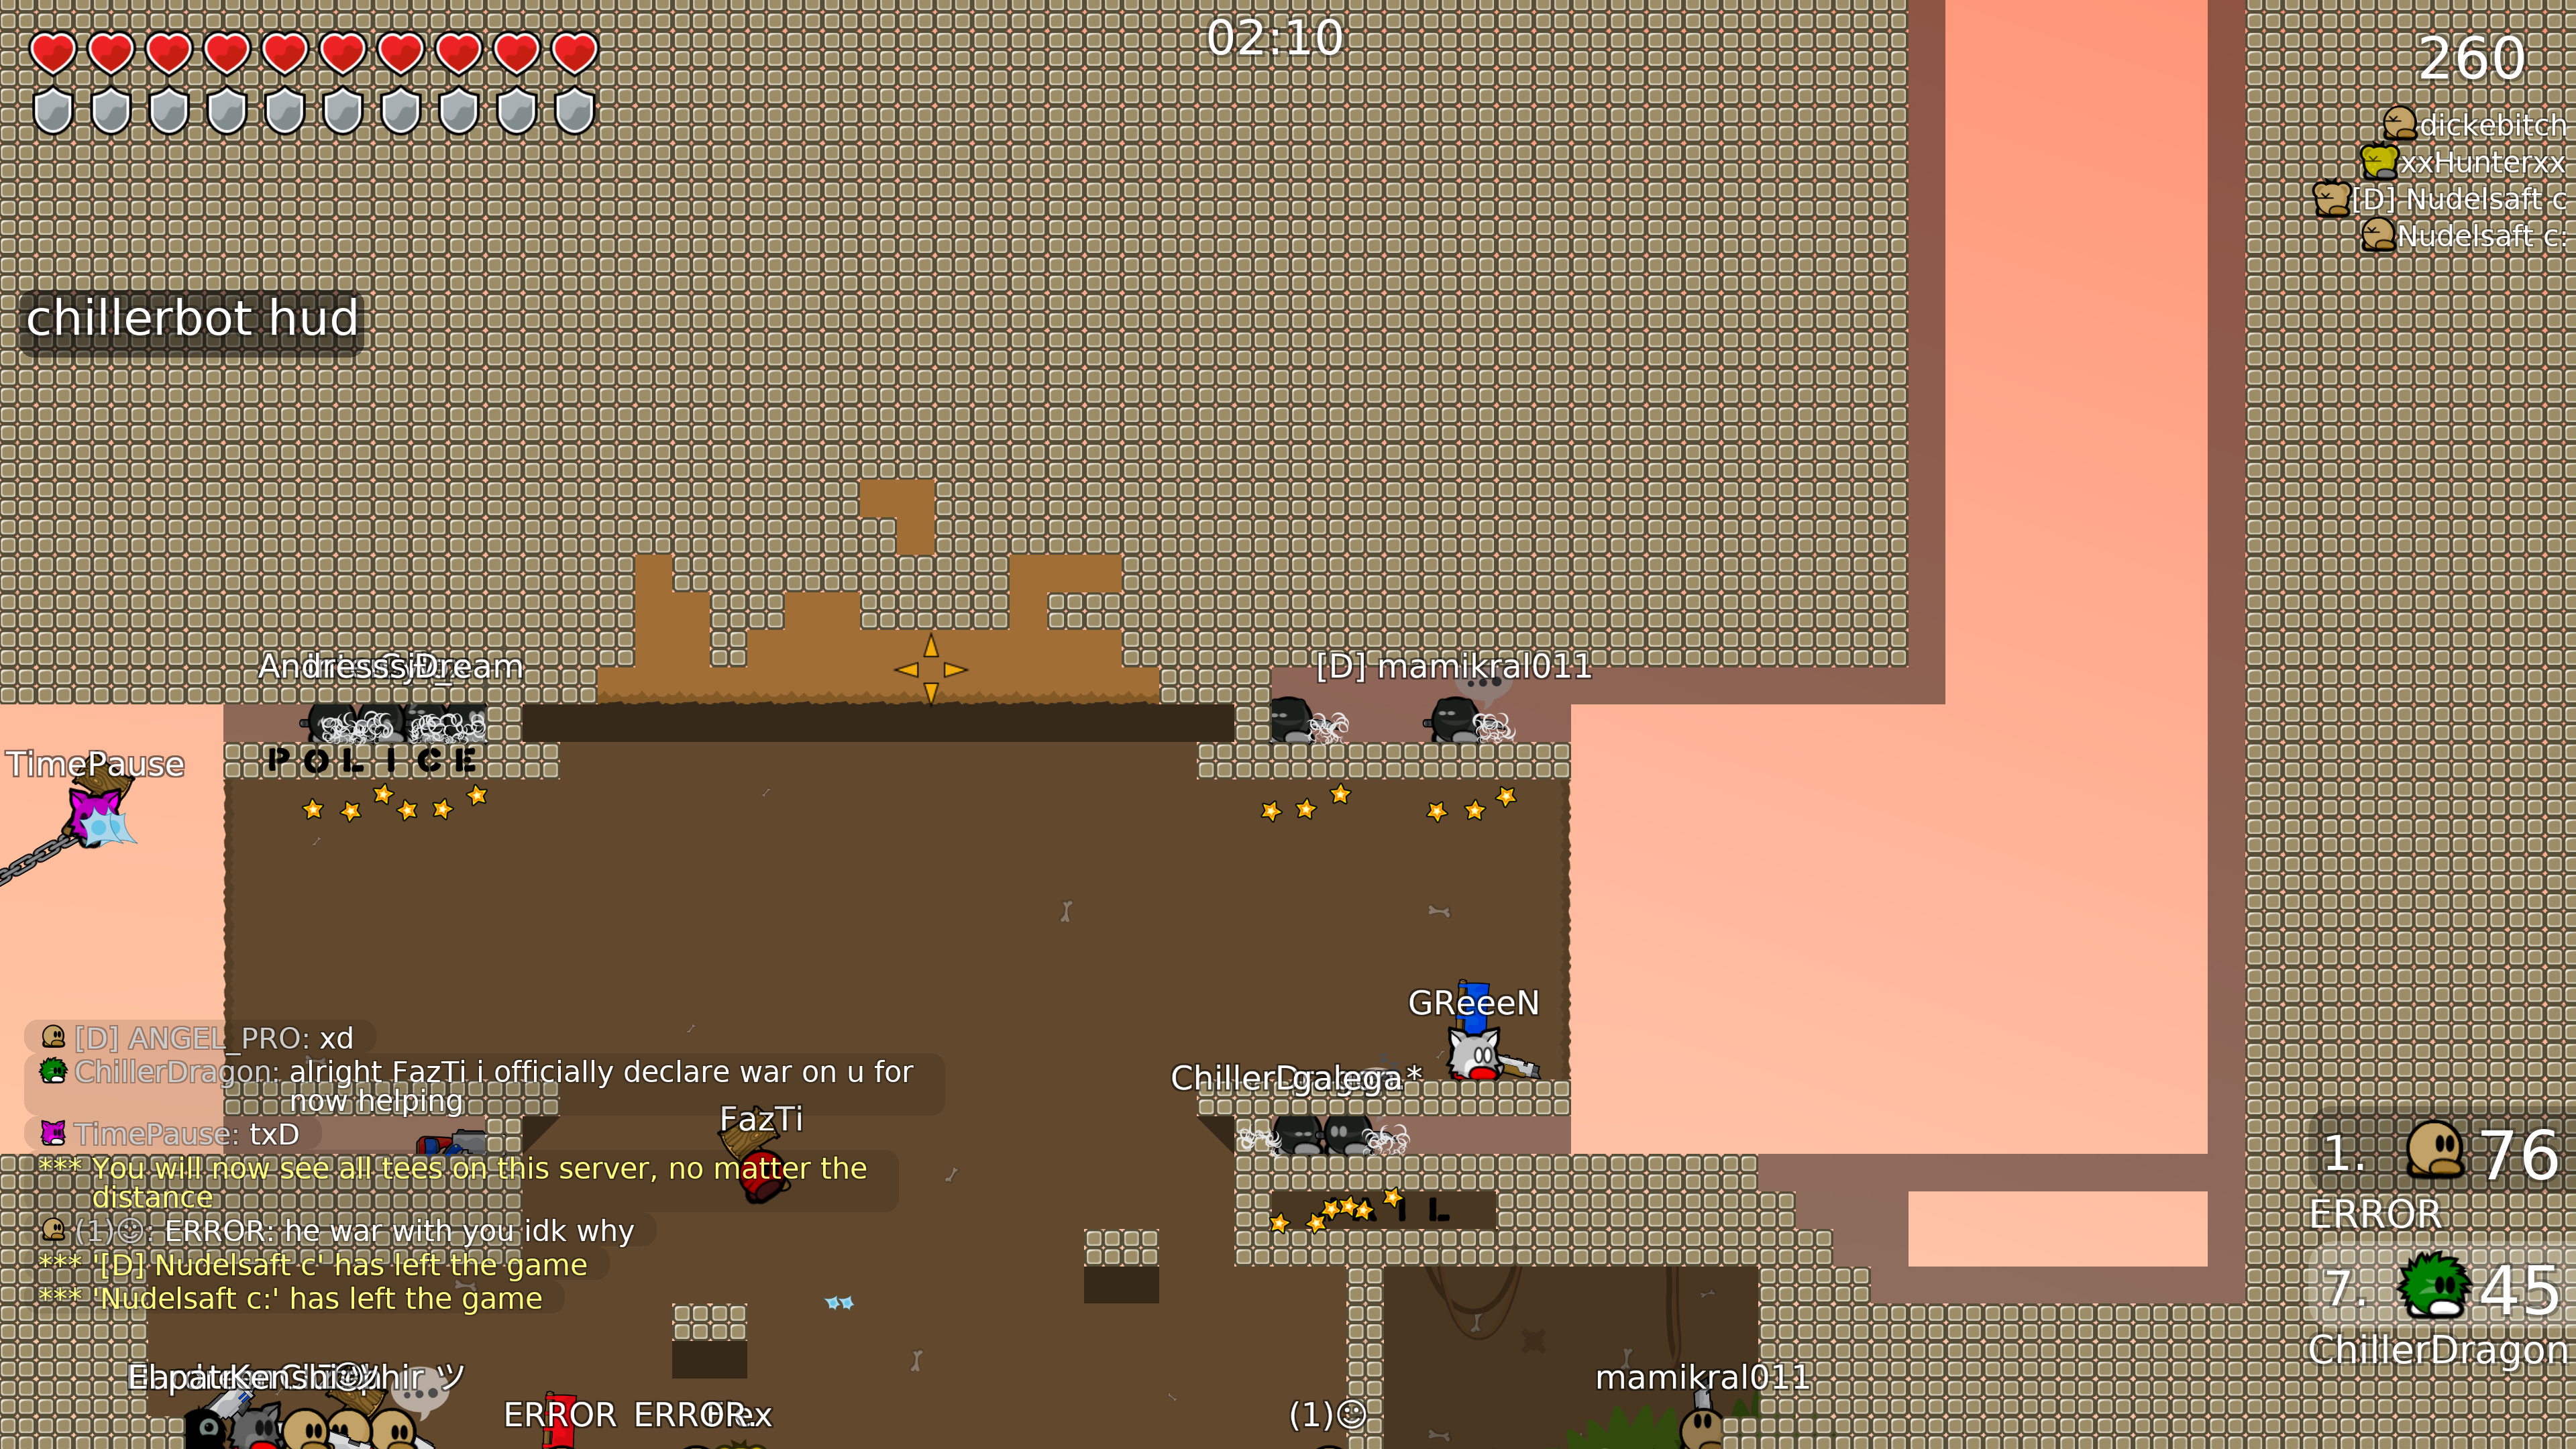 02:10
260
dickebitch
xxHunterxx
[D] Nudelsaft c
Nudelsaft c:
chillerbot hud
[D] mamikral011
POLICE
TimePause
GReeeN
[D] ANGEL_PRO: xd
ChillerDragon: alright FazTi i officially declare war on u for
now helping
FazTi
TimePause: txD
*** You will now see all tees on this server, no matter the
distance
(1)☺: ERROR: he war with you idk why
*** '[D] Nudelsaft c' has left the game
*** 'Nudelsaft c:' has left the game
1. 76
ERROR
7. 45
ChillerDragon
mamikral011
ERROR
(1)☺